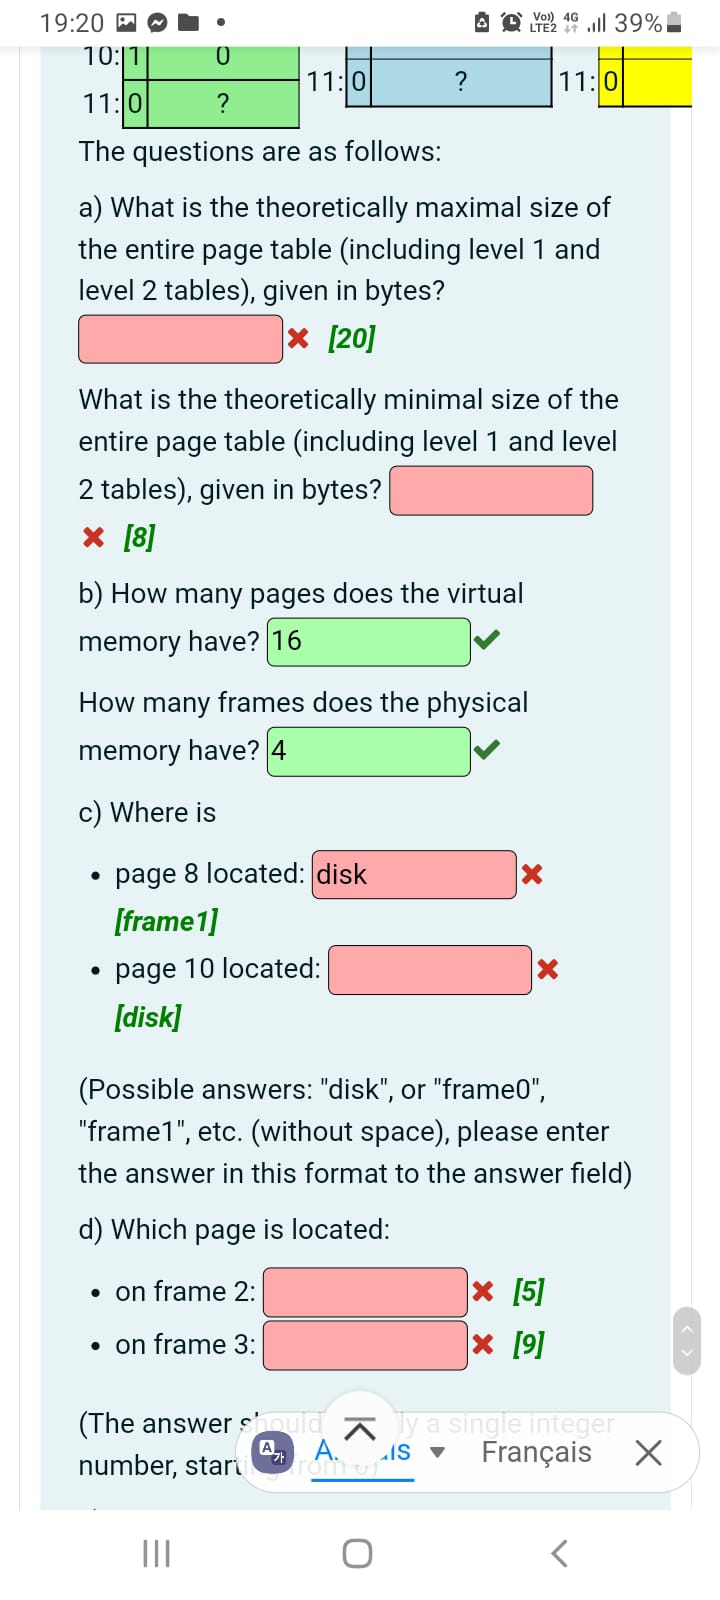 19:20 Vo)) LTE2 4G 39%
10: 1 0
11: 0 ? 11: 0 ? 11: 0
The questions are as follows:
a) What is the theoretically maximal size of
the entire page table (including level 1 and
level 2 tables), given in bytes?
[20]
What is the theoretically minimal size of the
entire page table (including level 1 and level
2 tables), given in bytes?
[8]
b) How many pages does the virtual
memory have? 16
How many frames does the physical
memory have? 4
c) Where is
• page 8 located: disk
[frame1]
• page 10 located:
[disk]
(Possible answers: "disk", or "frame0",
"frame1", etc. (without space), please enter
the answer in this format to the answer field)
d) Which page is located:
• on frame 2: [5]
• on frame 3: [9]
(The answer should ly a single integer
number, start
Français